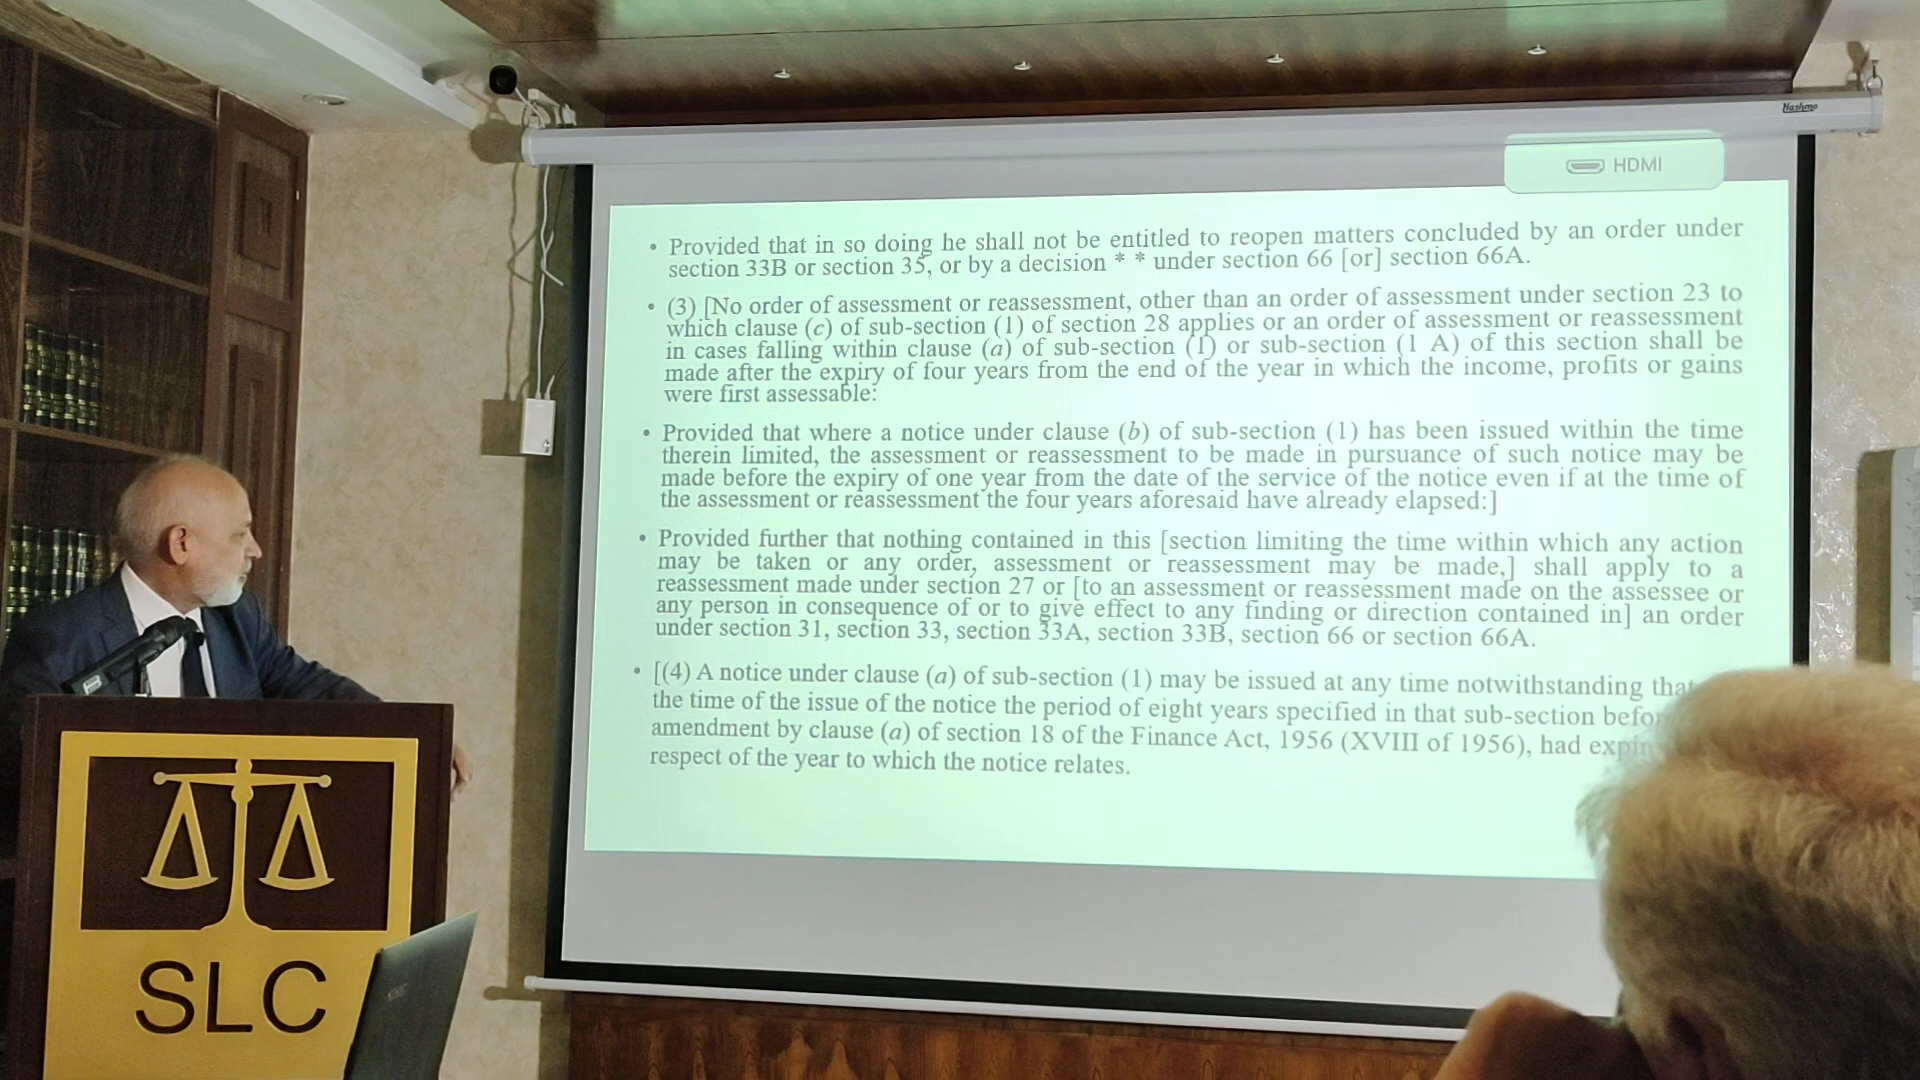 Hashmo
HDMI
• Provided that in so doing he shall not be entitled to reopen matters concluded by an order under
section 33B or section 35, or by a decision * * under section 66 [or] section 66A.
• (3) [No order of assessment or reassessment, other than an order of assessment under section 23 to
which clause (c) of sub-section (1) of section 28 applies or an order of assessment or reassessment
in cases falling within clause (a) of sub-section (1) or sub-section (1 A) of this section shall be
made after the expiry of four years from the end of the year in which the income, profits or gains
were first assessable:
• Provided that where a notice under clause (b) of sub-section (1) has been issued within the time
therein limited, the assessment or reassessment to be made in pursuance of such notice may be
made before the expiry of one year from the date of the service of the notice even if at the time of
the assessment or reassessment the four years aforesaid have already elapsed:]
• Provided further that nothing contained in this [section limiting the time within which any action
may be taken or any order, assessment or reassessment may be made,] shall apply to a
reassessment made under section 27 or [to an assessment or reassessment made on the assessee or
any person in consequence of or to give effect to any finding or direction contained in] an order
under section 31, section 33, section 33A, section 33B, section 66 or section 66A.
• [(4) A notice under clause (a) of sub-section (1) may be issued at any time notwithstanding that
the time of the issue of the notice the period of eight years specified in that sub-section befor
amendment by clause (a) of section 18 of the Finance Act, 1956 (XVIII of 1956), had expir
respect of the year to which the notice relates.
SLC